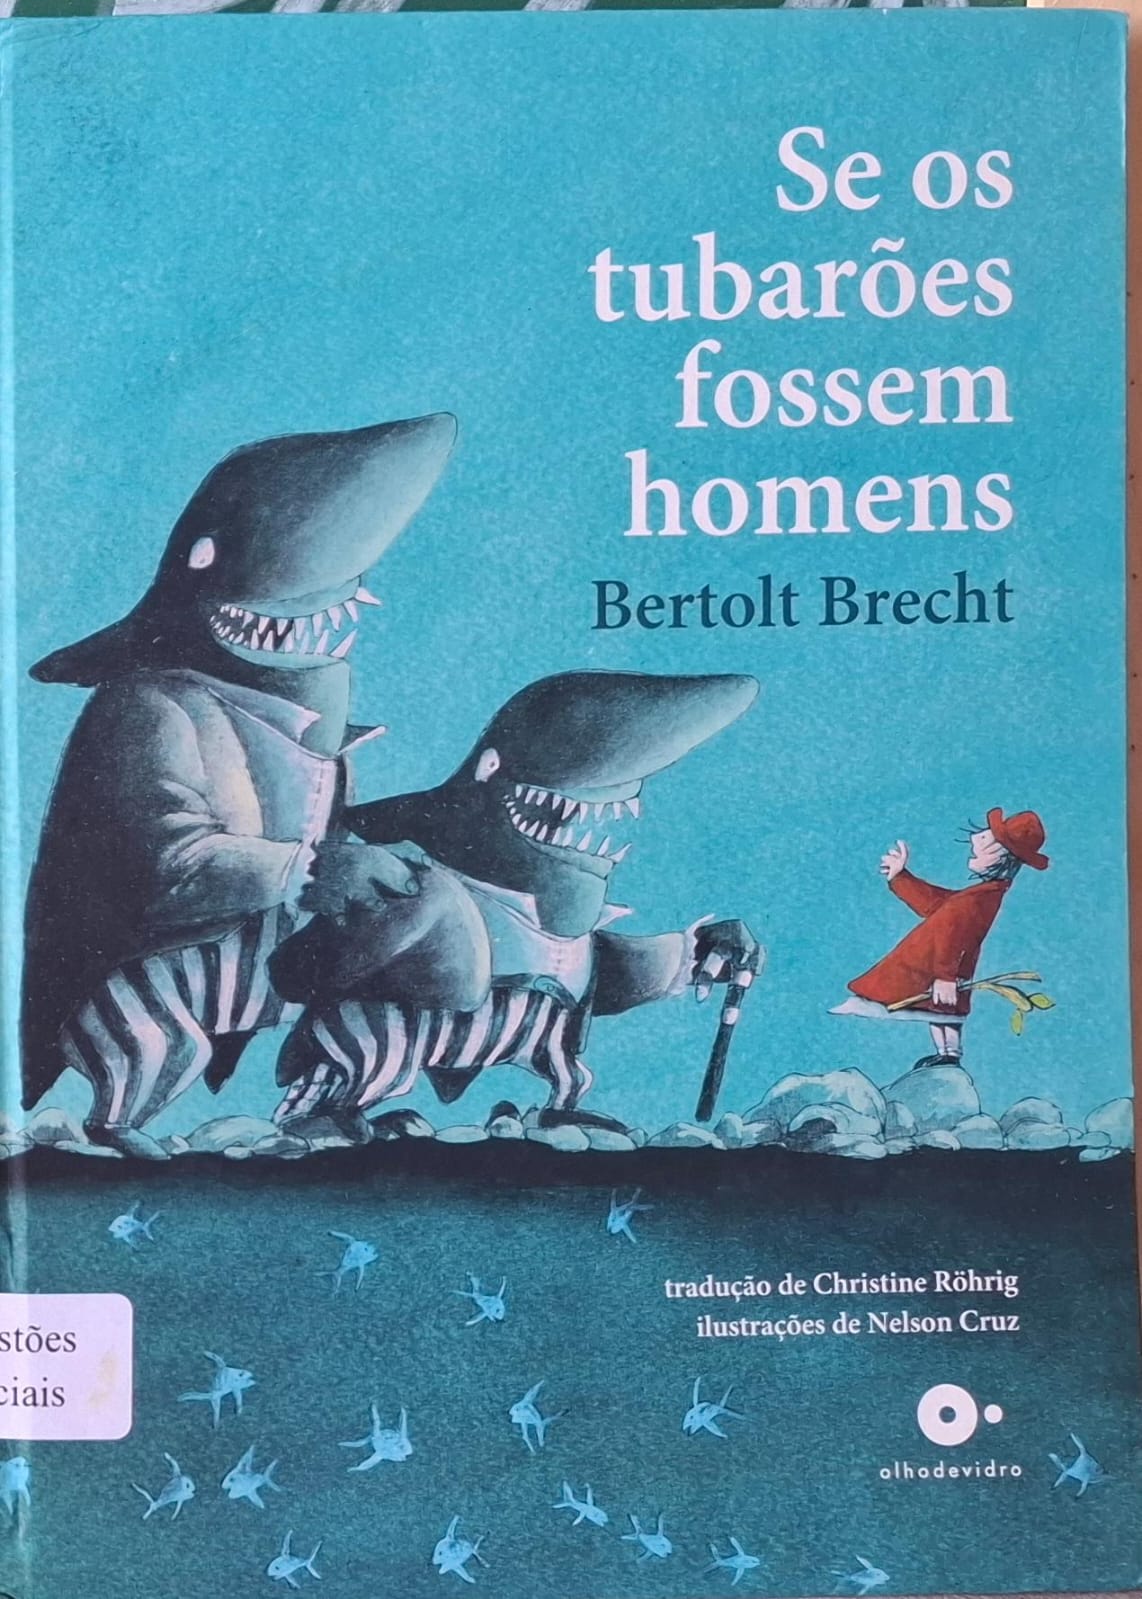 Se os
tubarões
fossem
homens
Bertolt Brecht
tradução de Christine Röhrig
ilustrações de Nelson Cruz
stões
ciais
olhodevidro